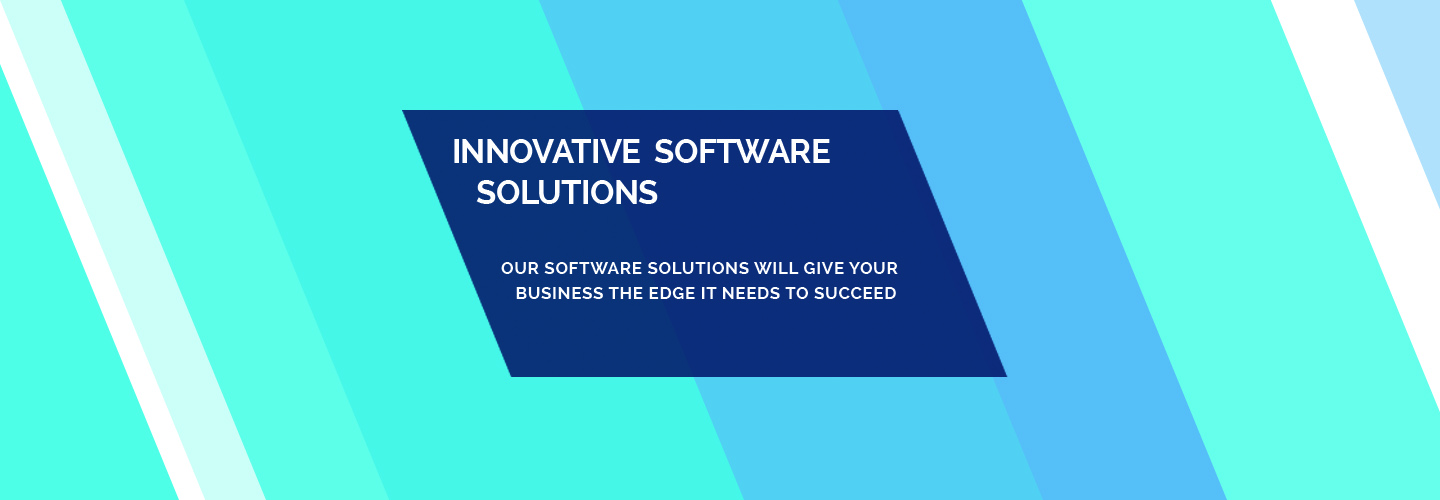 INNOVATIVE SOFTWARE
SOLUTIONS
OUR SOFTWARE SOLUTIONS WILL GIVE YOUR
BUSINESS THE EDGE IT NEEDS TO SUCCEED